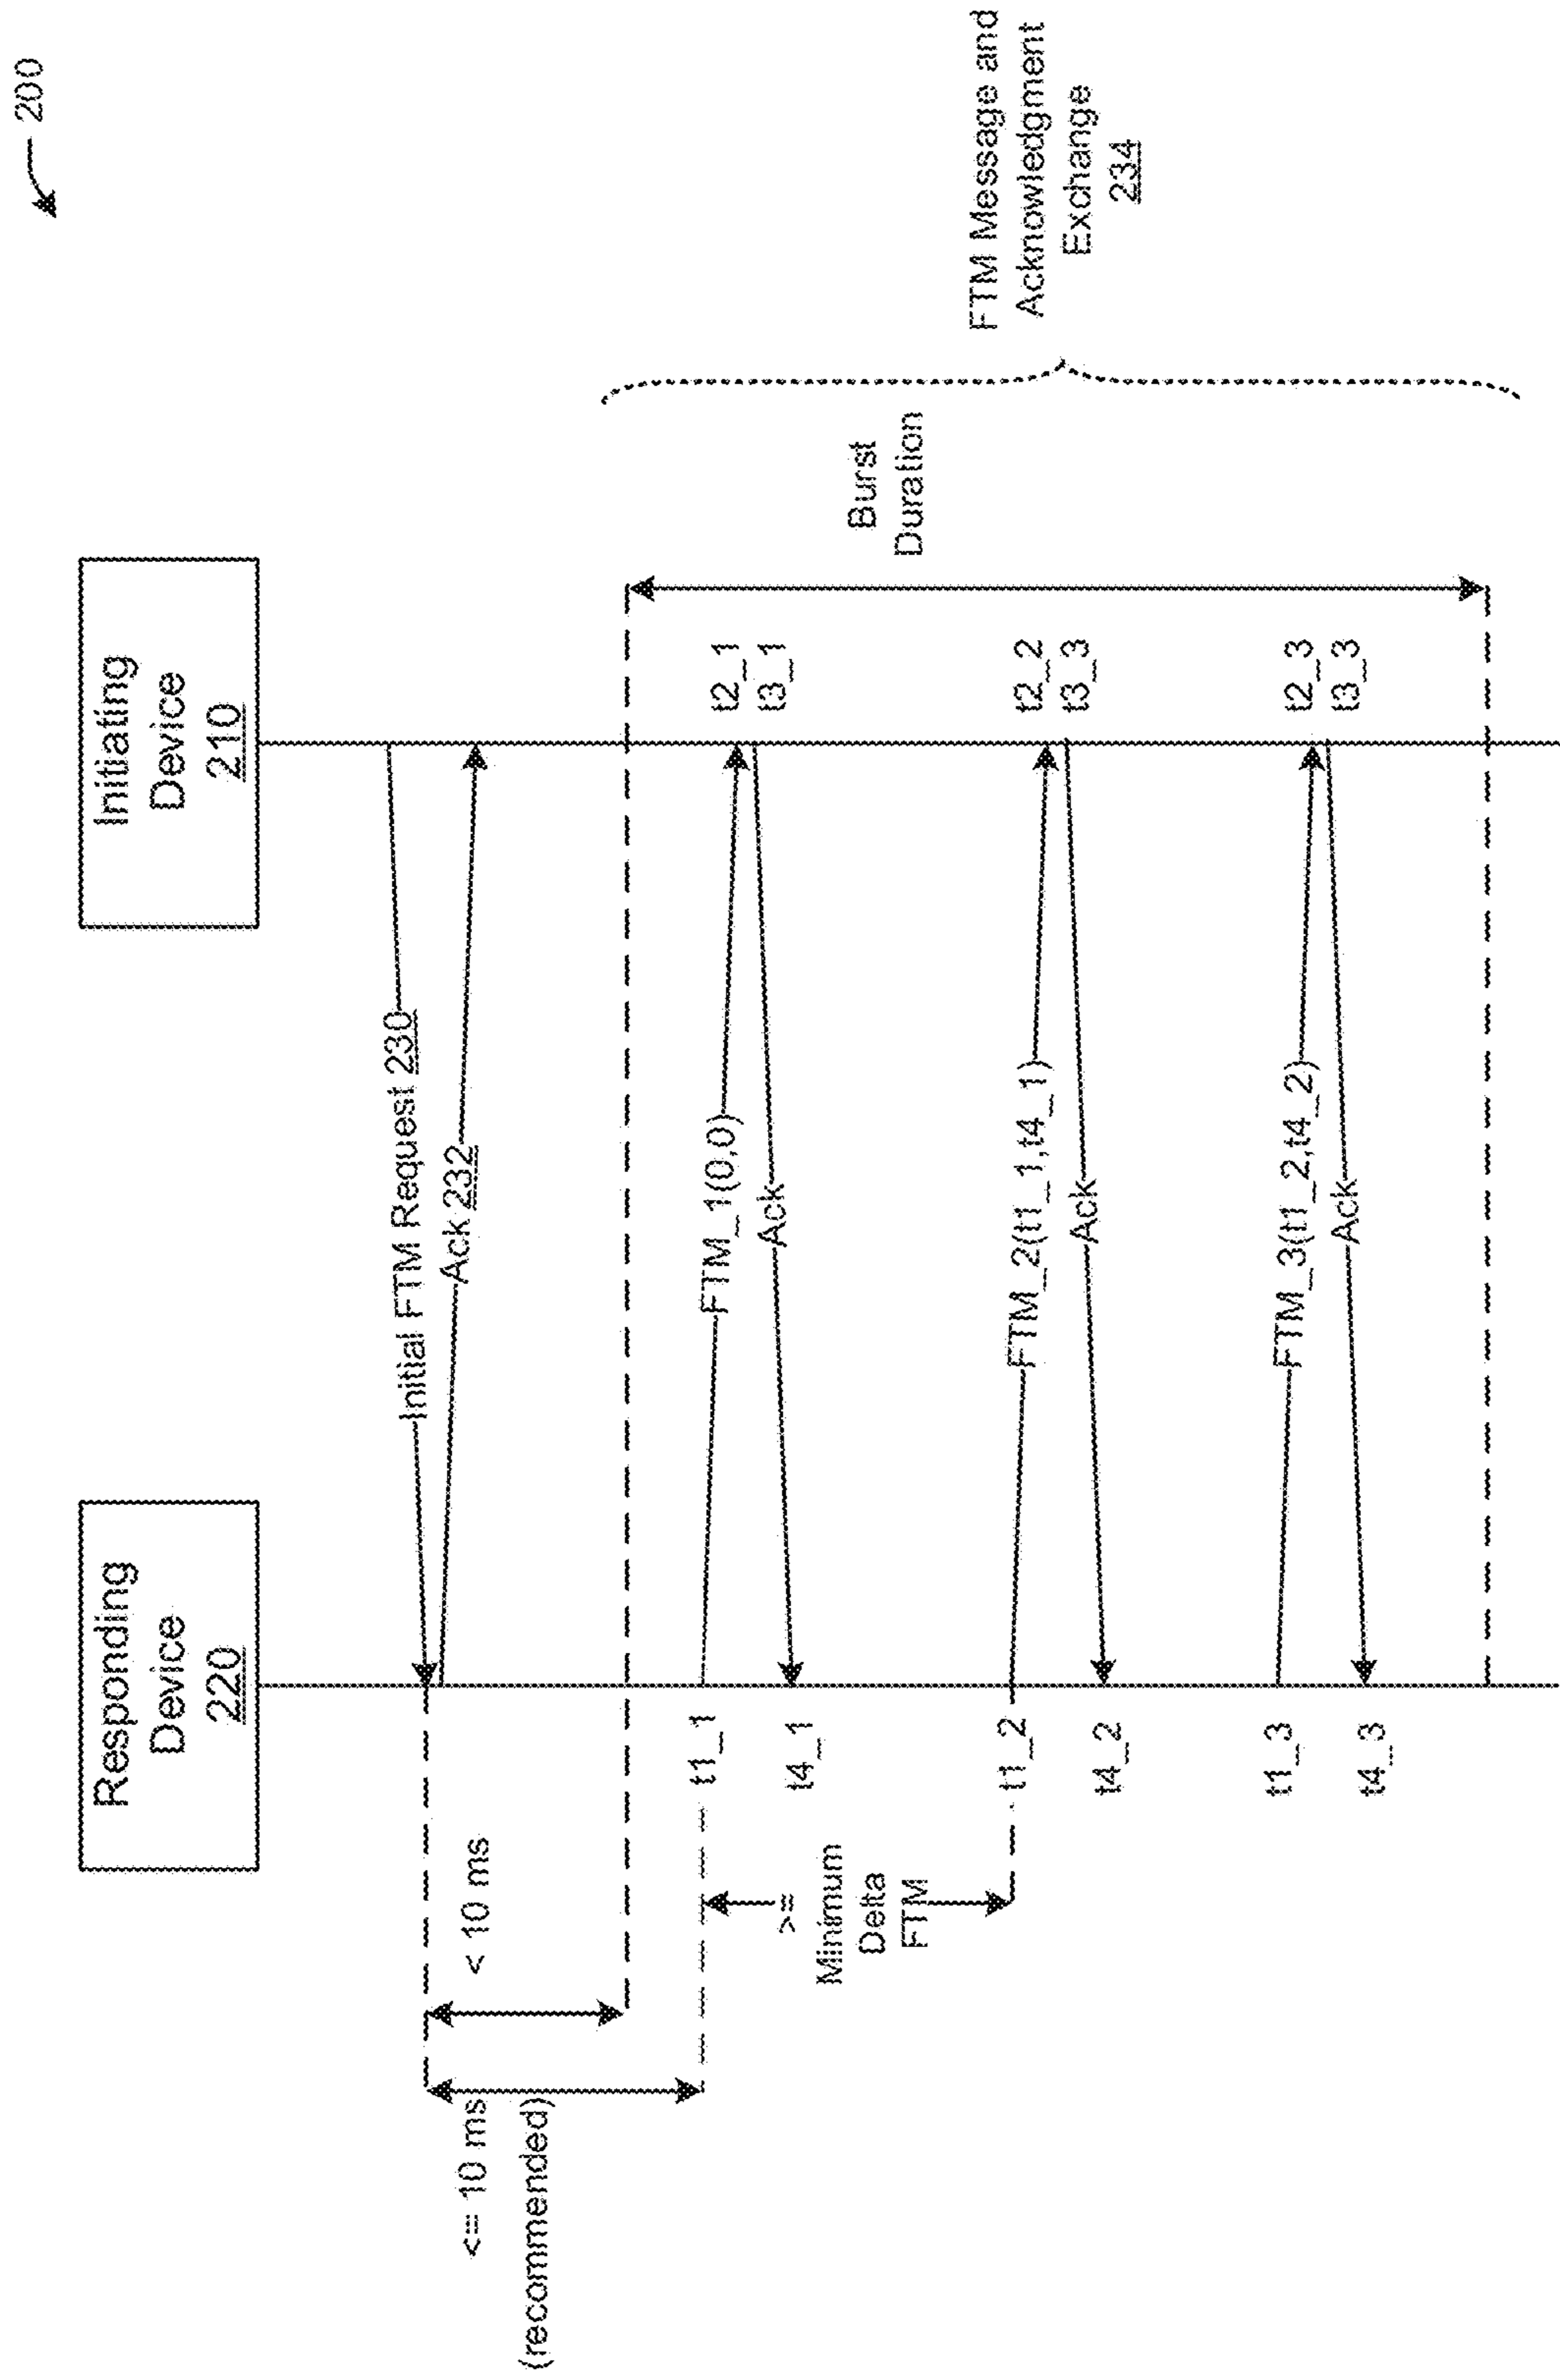 200
Responding
Device
220
Initiating
Device
210
Initial FTM Request 230
Ack 232
< 10 ms
<= 10 ms
(recommended)
t1_1
FTM_1(0,0)
t2_1
t3_1
Ack
t4_1
>=
Minimum
Delta
FTM
t1_2
FTM_2(t1_1,t4_1)
t2_2
t3_3
Ack
t4_2
t1_3
FTM_3(t1_2,t4_2)
t2_3
t3_3
Ack
t4_3
Burst
Duration
FTM Message and
Acknowledgment
Exchange
234